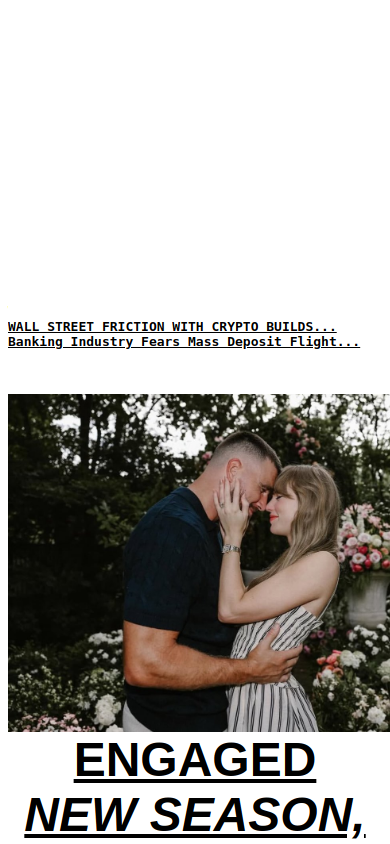 WALL STREET FRICTION WITH CRYPTO BUILDS...
Banking Industry Fears Mass Deposit Flight...
ENGAGED
NEW SEASON,